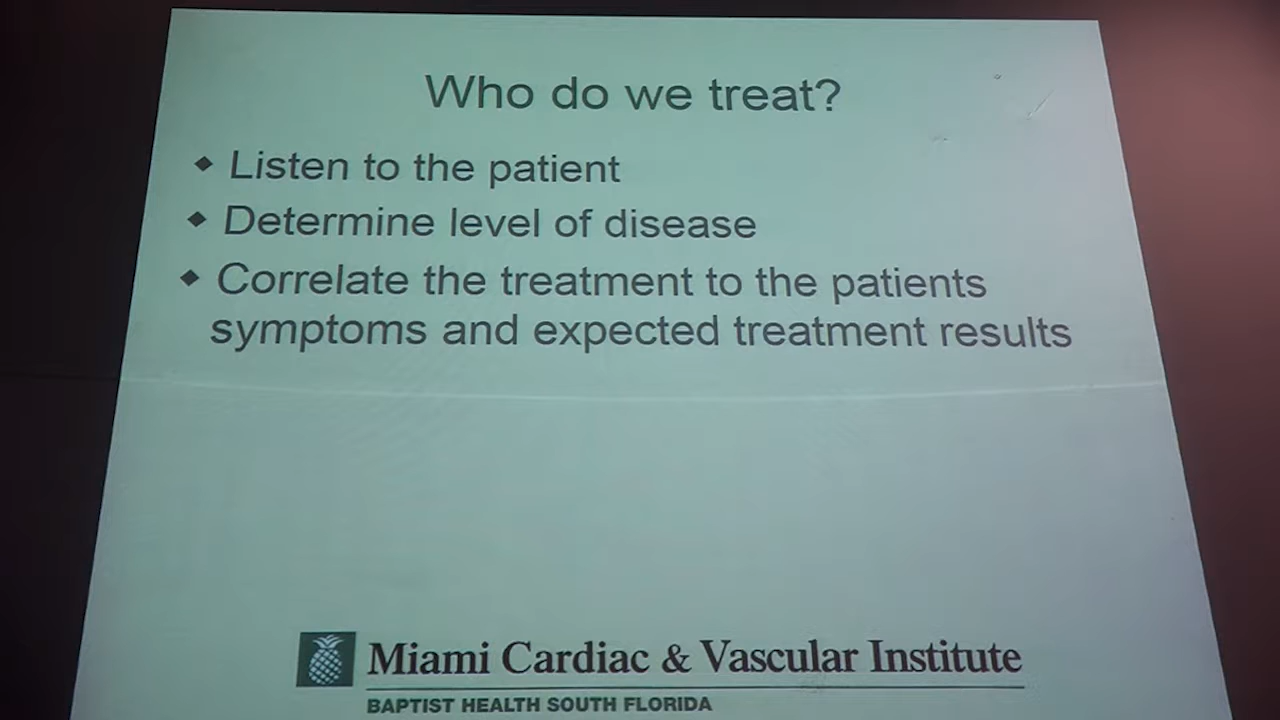 Who do we treat?
◆ Listen to the patient
◆ Determine level of disease
◆ Correlate the treatment to the patients
symptoms and expected treatment results
Miami Cardiac & Vascular Institute
BAPTIST HEALTH SOUTH FLORIDA